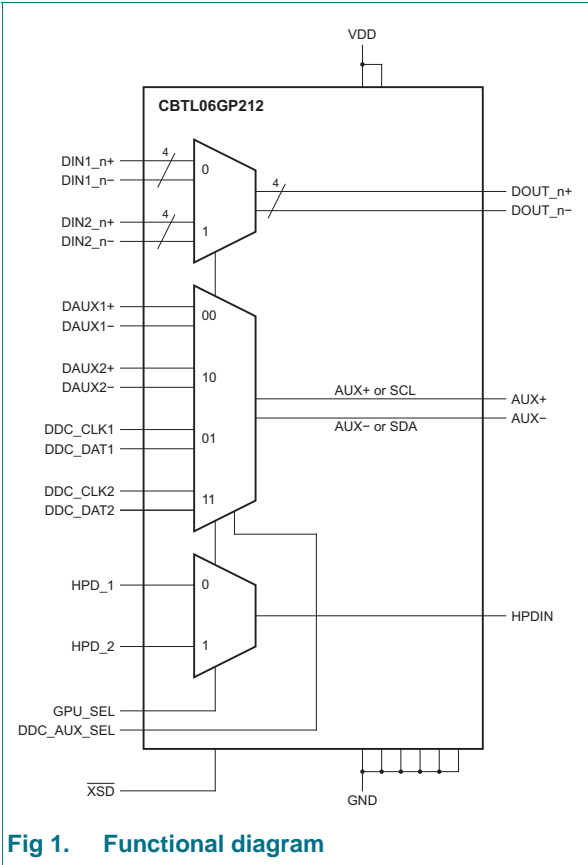 VDD
CBTL06GP212
DIN1_n+
4
0
DIN1_n−
4
DOUT_n+
DOUT_n−
DIN2_n+
4
1
DIN2_n−
DAUX1+
00
DAUX1−
DAUX2+
10
DAUX2−
AUX+ or SCL
AUX+
AUX− or SDA
AUX−
DDC_CLK1
01
DDC_DAT1
DDC_CLK2
11
DDC_DAT2
HPD_1
0
HPDIN
HPD_2
1
GPU_SEL
DDC_AUX_SEL
XSD
GND
Fig 1. Functional diagram